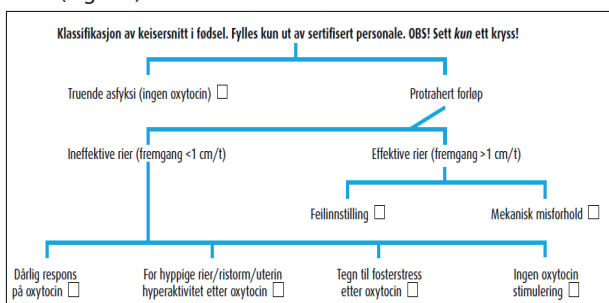 Klassifikasjon av keisersnitt i fødsel. Fylles kun ut av sertifisert personale. OBS! Sett kun ett kryss!
Truende asfyksi (ingen oxytocin) ☐
Protrahert forløp
Ineffektive rier (fremgang <1 cm/t)
Effektive rier (fremgang >1 cm/t)
Feilinnstilling ☐
Mekanisk misforhold ☐
Dårlig respons
på oxytocin ☐
For hyppige rier/ristorm/uterin
hyperaktivitet etter oxytocin ☐
Tegn til fosterstress
etter oxytocin ☐
Ingen oxytocin
stimulering ☐